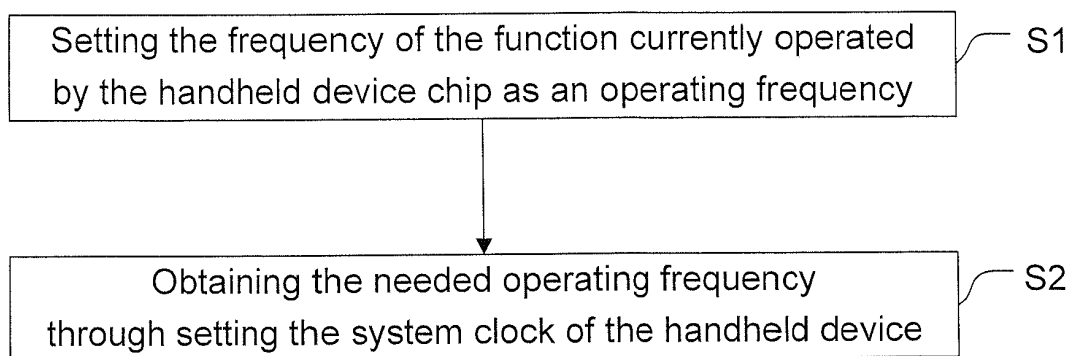 Setting the frequency of the function currently operated
by the handheld device chip as an operating frequency
S1
Obtaining the needed operating frequency
through setting the system clock of the handheld device
S2